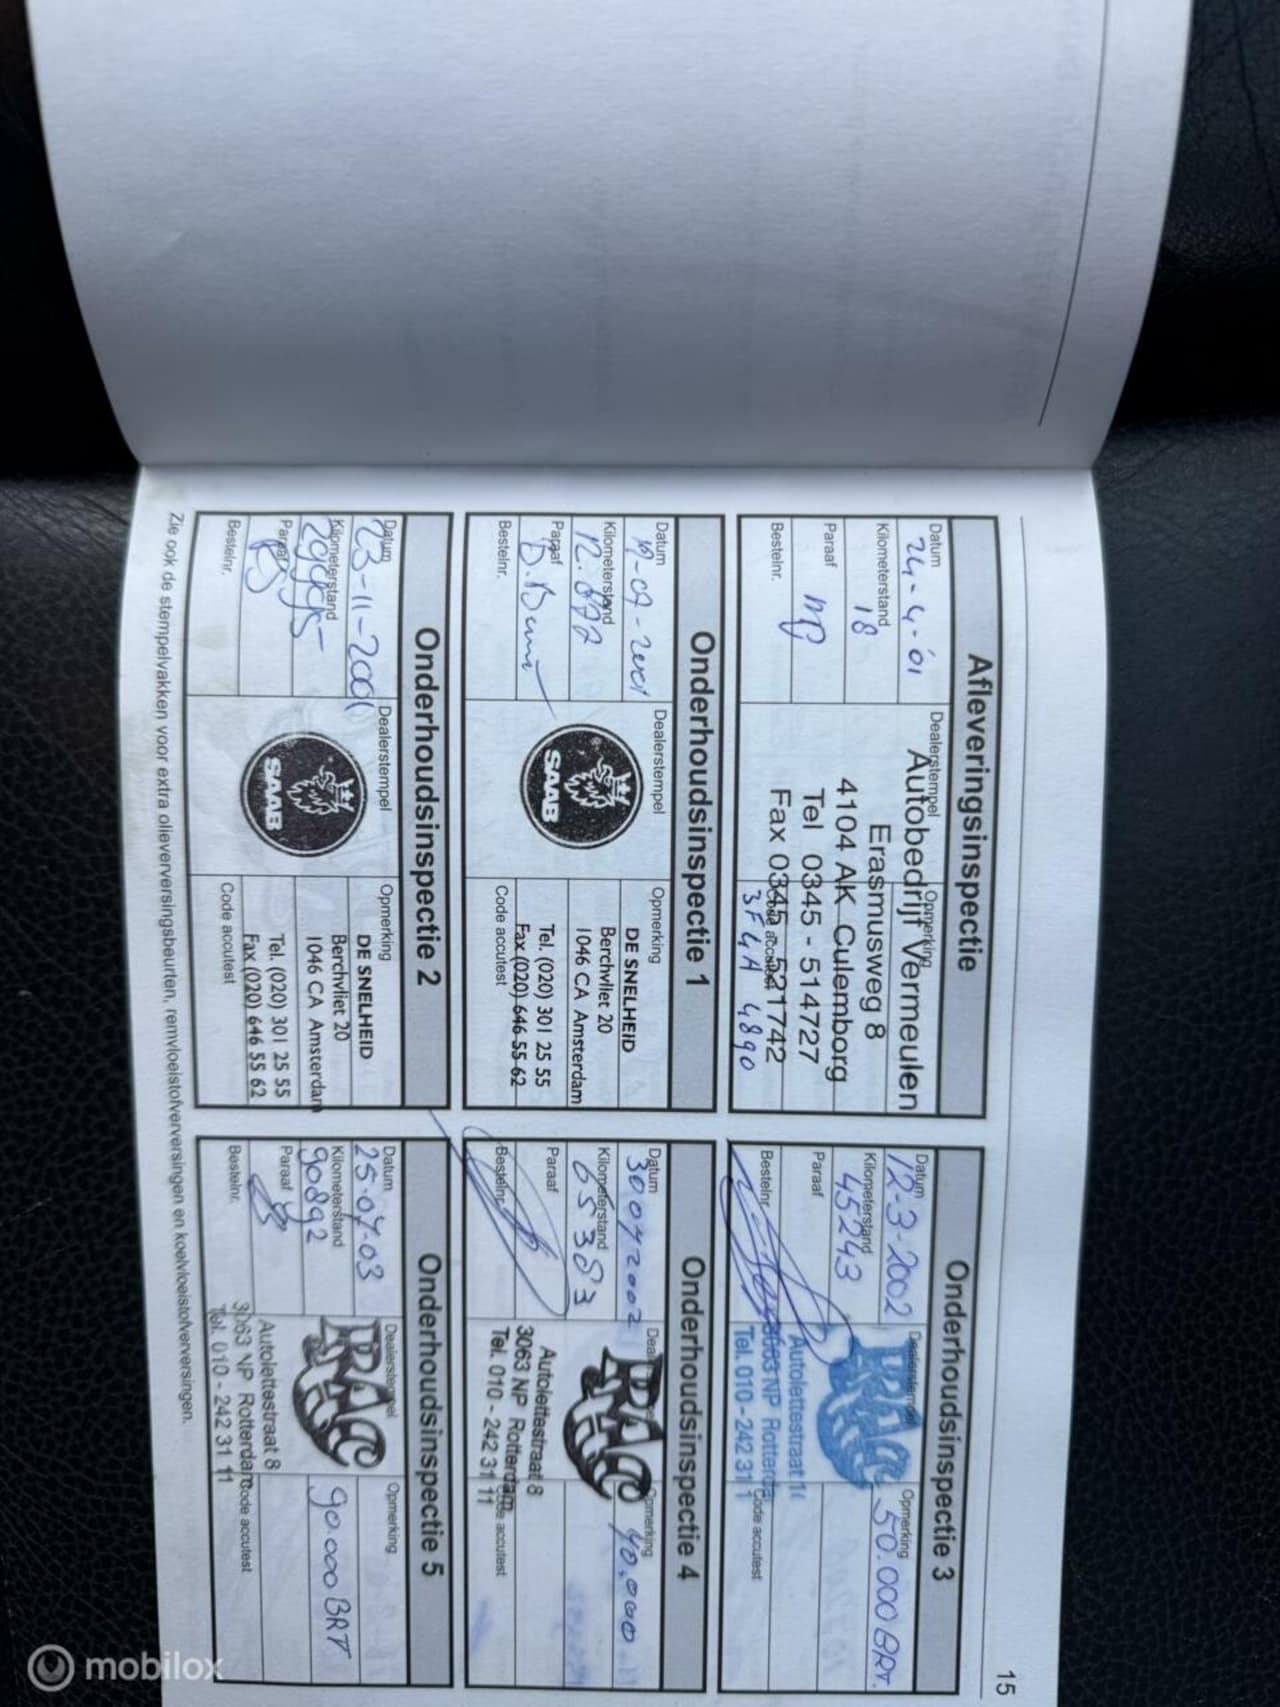 15
Afleveringsinspectie
Datum
24-4-'01
Kilometerstand
18
Paraaf
Bestelnr.
Dealerstempel
Opmerking
Autobedrijf Vermeulen
Erasmusweg 8
4104 AK Culemborg
Tel 0345 - 514727
Fax 0345 - 521742
Code accutest
3F4A 4890
Onderhoudsinspectie 1
Datum
Kilometerstand
Paraaf
Bestelnr.
Dealerstempel
SAAB
Opmerking
DE SNELHEID
Berchvliet 20
1046 CA Amsterdam
Tel. (020) 301 25 55
Fax (020) 646 55 62
Code accutest
Onderhoudsinspectie 2
Datum
23-11-2001
Kilometerstand
Paraaf
Bestelnr.
Dealerstempel
SAAB
Opmerking
DE SNELHEID
Berchvliet 20
1046 CA Amsterdam
Tel. (020) 301 25 55
Fax (020) 646 55 62
Code accutest
Onderhoudsinspectie 3
Datum
12-3-2002
Kilometerstand
45243
Paraaf
Bestelnr.
Dealerstempel
Autolettestraat
3063 NP Rotterda
Tel. 010 - 242 31 1
Opmerking
50.000 BRT.
Code accutest
Onderhoudsinspectie 4
Datum
30072002
Kilometerstand
65383
Paraaf
Bestelnr.
Autolettestraat 8
3063 NP Rotterdam
Tel. 010 - 242 31 11
Opmerking
Code accutest
Onderhoudsinspectie 5
Datum
25-04-03
Kilometerstand
90892
Paraaf
Bestelnr.
Dealerstempel
Autolettestraat 8
3063 NP Rotterdam
Tel. 010 - 242 31 11
Opmerking
90.000 BRT
Code accutest
Zie ook de stempelvakken voor extra olieverversingsbeurten, remvloeistofverversingen en koelvloeistofverversingen.
mobilox